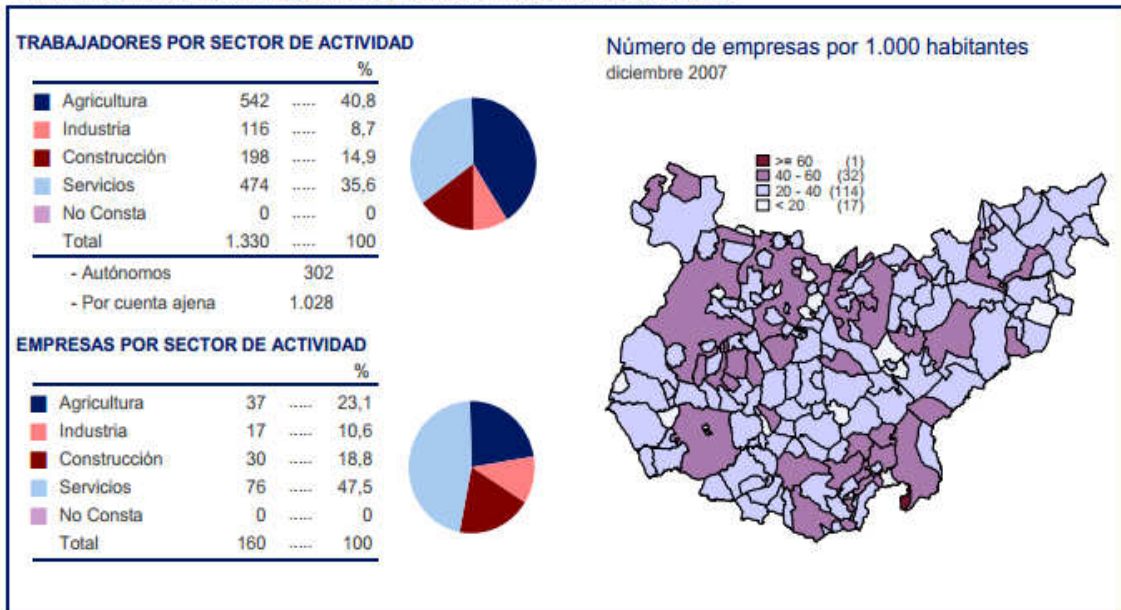 TRABAJADORES POR SECTOR DE ACTIVIDAD
%
Agricultura 542 ..... 40,8
Industria 116 ..... 8,7
Construcción 198 ..... 14,9
Servicios 474 ..... 35,6
No Consta 0 ..... 0
Total 1.330 ..... 100
- Autónomos 302
- Por cuenta ajena 1.028
EMPRESAS POR SECTOR DE ACTIVIDAD
%
Agricultura 37 ..... 23,1
Industria 17 ..... 10,6
Construcción 30 ..... 18,8
Servicios 76 ..... 47,5
No Consta 0 ..... 0
Total 160 ..... 100
Número de empresas por 1.000 habitantes
diciembre 2007
>= 60 (1)
40 - 60 (32)
20 - 40 (114)
< 20 (17)